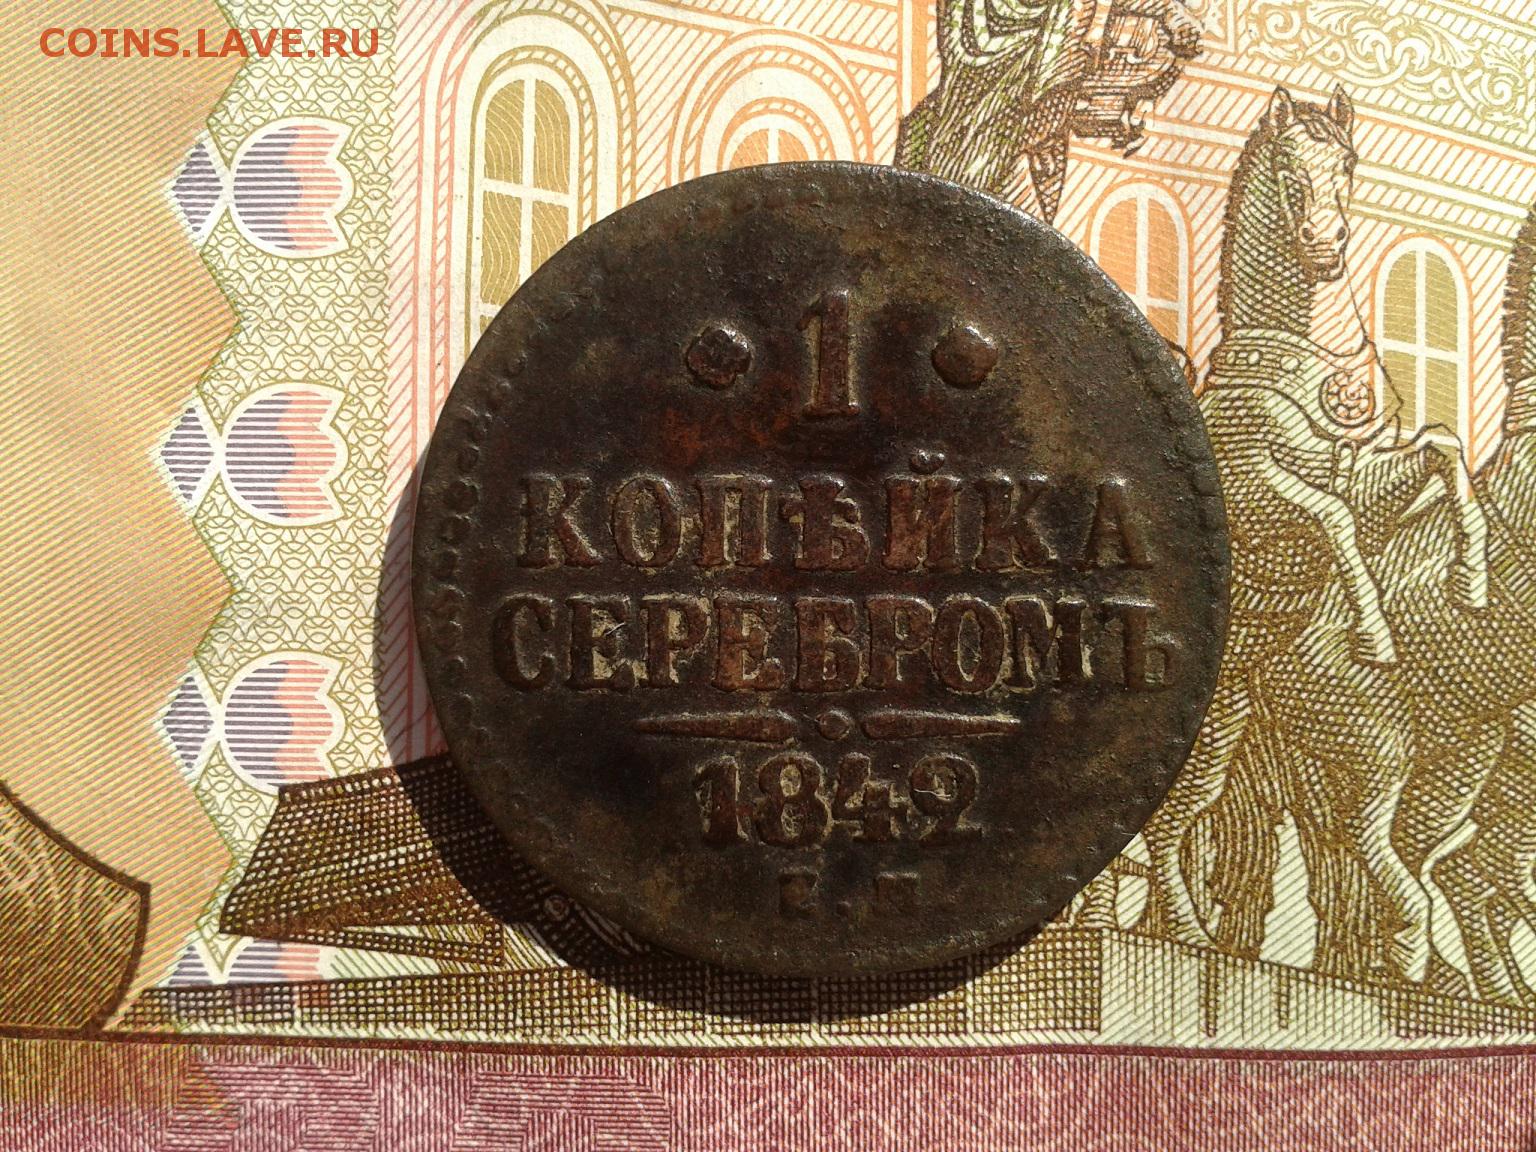 COINS.LAVE.RU
1
КОПѢЙКА
СЕРЕБРОМЪ
1842
Е.М.